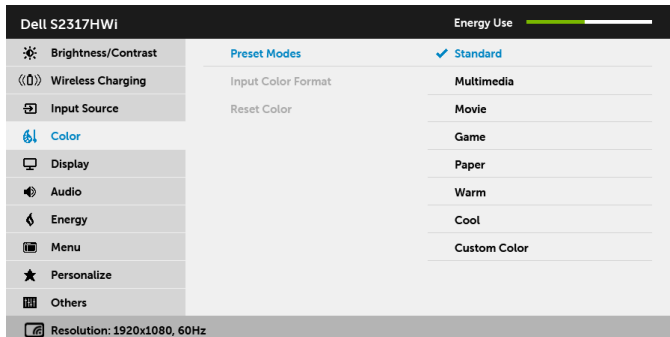 Dell S2317HWi Energy Use
Brightness/Contrast Preset Modes Standard
Wireless Charging Input Color Format Multimedia
Input Source Reset Color Movie
Color Game
Display Paper
Audio Warm
Energy Cool
Menu Custom Color
Personalize
Others
Resolution: 1920x1080, 60Hz